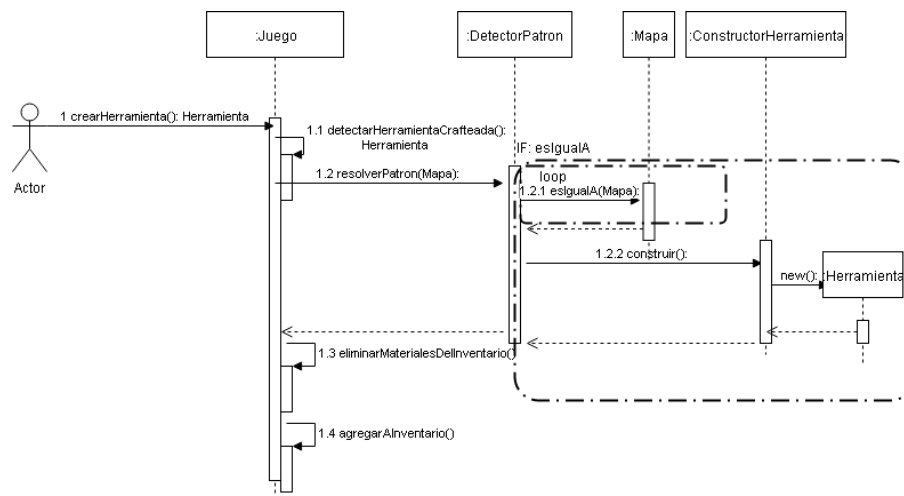 :Juego
:DetectorPatron
:Mapa
:ConstructorHerramienta
1 crearHerramienta(): Herramienta
1.1 detectarHerramientaCrafteada():
Herramienta
Actor
IF: esIgualA
loop
1.2 resolverPatron(Mapa):
1.2.1 esIgualA(Mapa):
1.2.2 construir():
new():
:Herramienta
1.3 eliminarMaterialesDelInventario()
1.4 agregarAInventario()